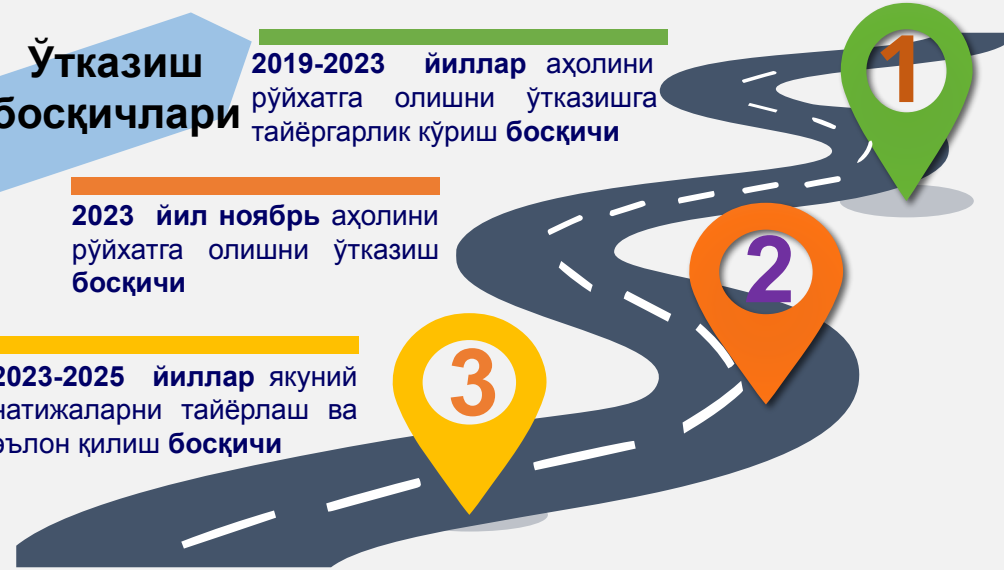 Ўтказиш
босқичлари
2019-2023 йиллар аҳолини
рўйхатга олишни ўтказишга
тайёргарлик кўриш босқичи
2023 йил ноябрь аҳолини
рўйхатга олишни ўтказиш
босқичи
2023-2025 йиллар якуний
натижаларни тайёрлаш ва
эълон қилиш босқичи
1
2
3